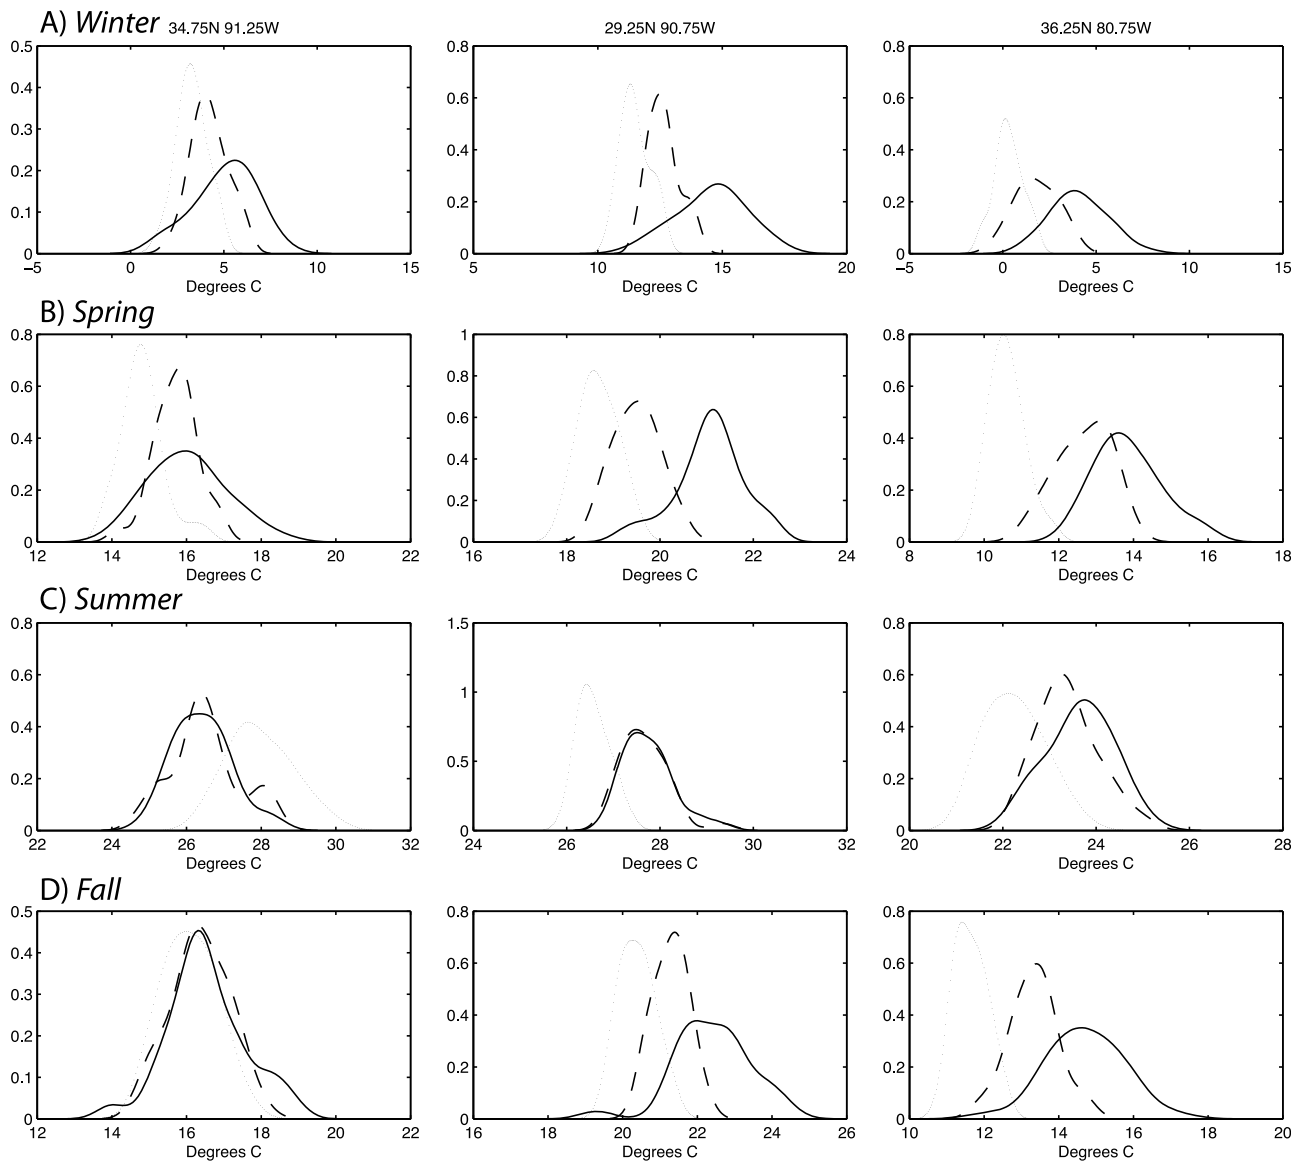 A) Winter 34.75N 91.25W 29.25N 90.75W 36.25N 80.75W
0.5 0.8 0.8
0.4
0.6 0.6
0.3
0.4 0.4
0.2
0.2 0.2
0.1
0 0 0
−5 0 5 10 15 5 10 15 20 −5 0 5 10 15
Degrees C Degrees C Degrees C
B) Spring
0.8 1 0.8
0.8
0.6 0.6
0.6
0.4 0.4
0.4
0.2 0.2 0.2
0 0 0
12 14 16 18 20 22 16 18 20 22 24 8 10 12 14 16 18
Degrees C Degrees C Degrees C
C) Summer
0.8 1.5 0.8
0.6 0.6
1
0.4 0.4
0.5
0.2 0.2
0 0 0
22 24 26 28 30 32 24 26 28 30 32 20 22 24 26 28
Degrees C Degrees C Degrees C
D) Fall
0.5 0.8 0.8
0.4
0.6 0.6
0.3
0.4 0.4
0.2
0.2 0.2
0.1
0 0 0
12 14 16 18 20 22 16 18 20 22 24 26 10 12 14 16 18 20
Degrees C Degrees C Degrees C